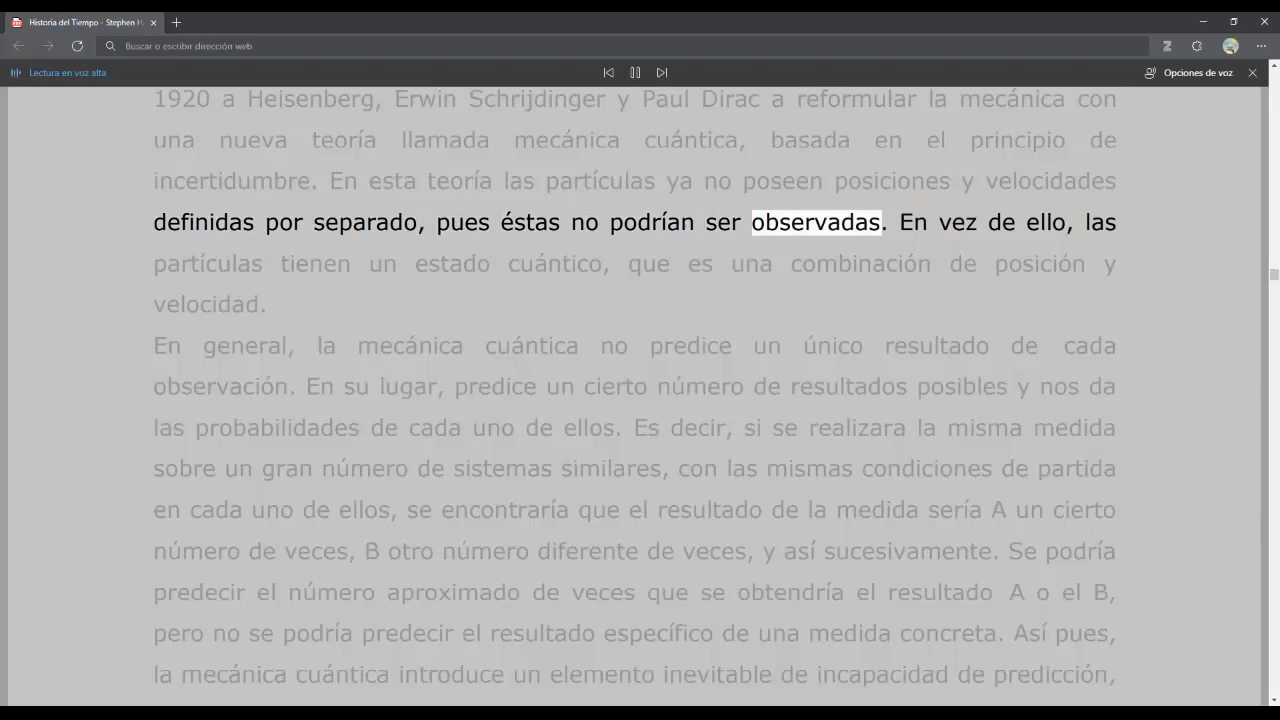 Historia del Tiempo - Stephen H
Buscar o escribir dirección web
Lectura en voz alta
Opciones de voz
1920 a Heisenberg, Erwin Schrijdinger y Paul Dirac a reformular la mecánica con
una nueva teoría llamada mecánica cuántica, basada en el principio de
incertidumbre. En esta teoría las partículas ya no poseen posiciones y velocidades
definidas por separado, pues éstas no podrían ser observadas. En vez de ello, las
partículas tienen un estado cuántico, que es una combinación de posición y
velocidad.
En general, la mecánica cuántica no predice un único resultado de cada
observación. En su lugar, predice un cierto número de resultados posibles y nos da
las probabilidades de cada uno de ellos. Es decir, si se realizara la misma medida
sobre un gran número de sistemas similares, con las mismas condiciones de partida
en cada uno de ellos, se encontraría que el resultado de la medida sería A un cierto
número de veces, B otro número diferente de veces, y así sucesivamente. Se podría
predecir el número aproximado de veces que se obtendría el resultado A o el B,
pero no se podría predecir el resultado específico de una medida concreta. Así pues,
la mecánica cuántica introduce un elemento inevitable de incapacidad de predicción,